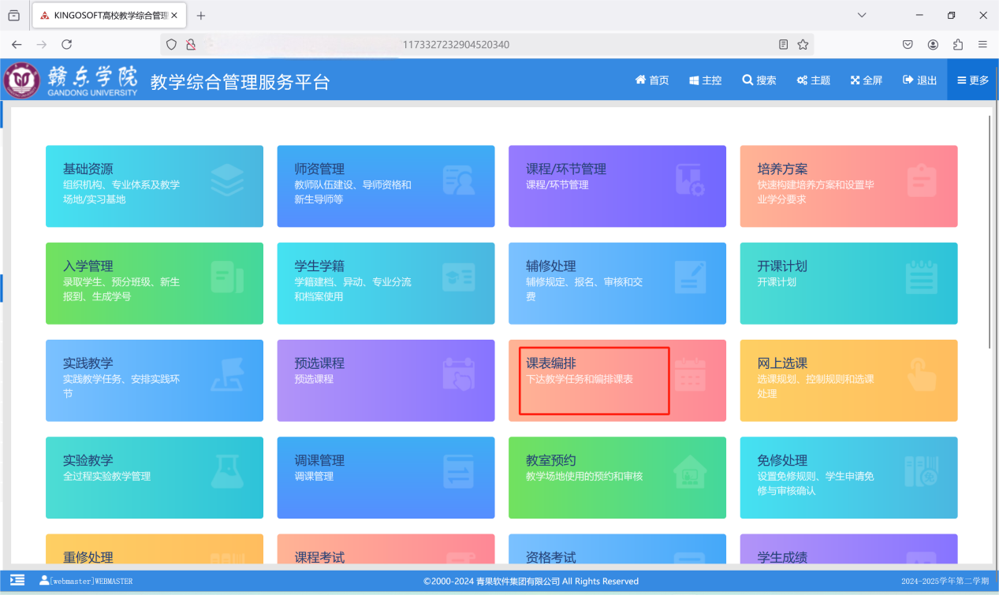 KINGOSOFT高校教学综合管理
1173327232904520340
赣东学院
GANDONG UNIVERSITY
教学综合管理服务平台
首页
主控
搜索
主题
全屏
退出
更多
基础资源
组织机构、专业体系及教学
场地/实习基地
师资管理
教师队伍建设、导师资格和
新生导师等
课程/环节管理
课程/环节管理
培养方案
快速构建培养方案和设置毕
业学分要求
入学管理
录取学生、预分班级、新生
报到、生成学号
学生学籍
学籍建档、异动、专业分流
和档案使用
辅修处理
辅修规定、报名、审核和交
费
开课计划
开课计划
实践教学
实践教学任务、安排实践环
节
预选课程
预选课程
课表编排
下达教学任务和编排课表
网上选课
选课规划、控制规则和选课
处理
实验教学
全过程实验教学管理
调课管理
调课管理
教室预约
教学场地使用的预约和审核
免修处理
设置免修规则、学生申请免
修与审核确认
重修处理
课程考试
资格考试
学生成绩
[webmaster]WEBMASTER
©2000-2024 青果软件集团有限公司 All Rights Reserved
2024-2025学年第二学期